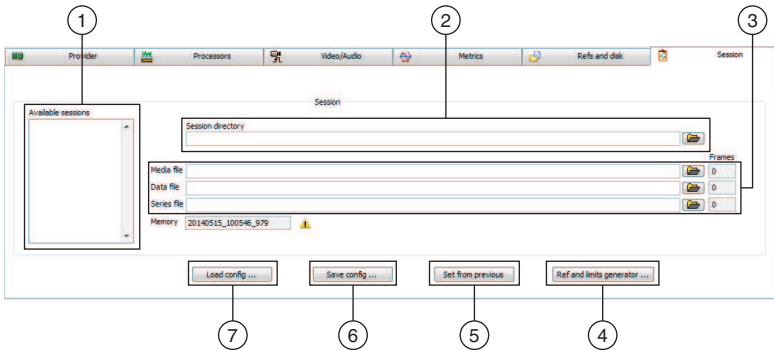 1
2
3
Provider
Processors
Video/Audio
Metrics
Refs and disk
Session
Session
Available sessions
Session directory
Frames
Media file
0
Data file
0
Series file
0
Memory
20140515_100546_979
Load config ...
Save config ...
Set from previous
Ref and limits generator ...
7
6
5
4